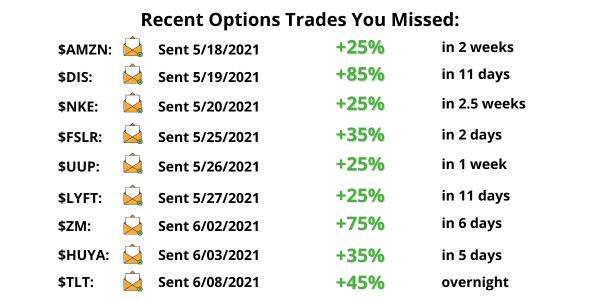 Recent Options Trades You Missed:
$AMZN: Sent 5/18/2021 +25% in 2 weeks
$DIS: Sent 5/19/2021 +85% in 11 days
$NKE: Sent 5/20/2021 +25% in 2.5 weeks
$FSLR: Sent 5/25/2021 +35% in 2 days
$UUP: Sent 5/26/2021 +25% in 1 week
$LYFT: Sent 5/27/2021 +25% in 11 days
$ZM: Sent 6/02/2021 +75% in 6 days
$HUYA: Sent 6/03/2021 +35% in 5 days
$TLT: Sent 6/08/2021 +45% overnight